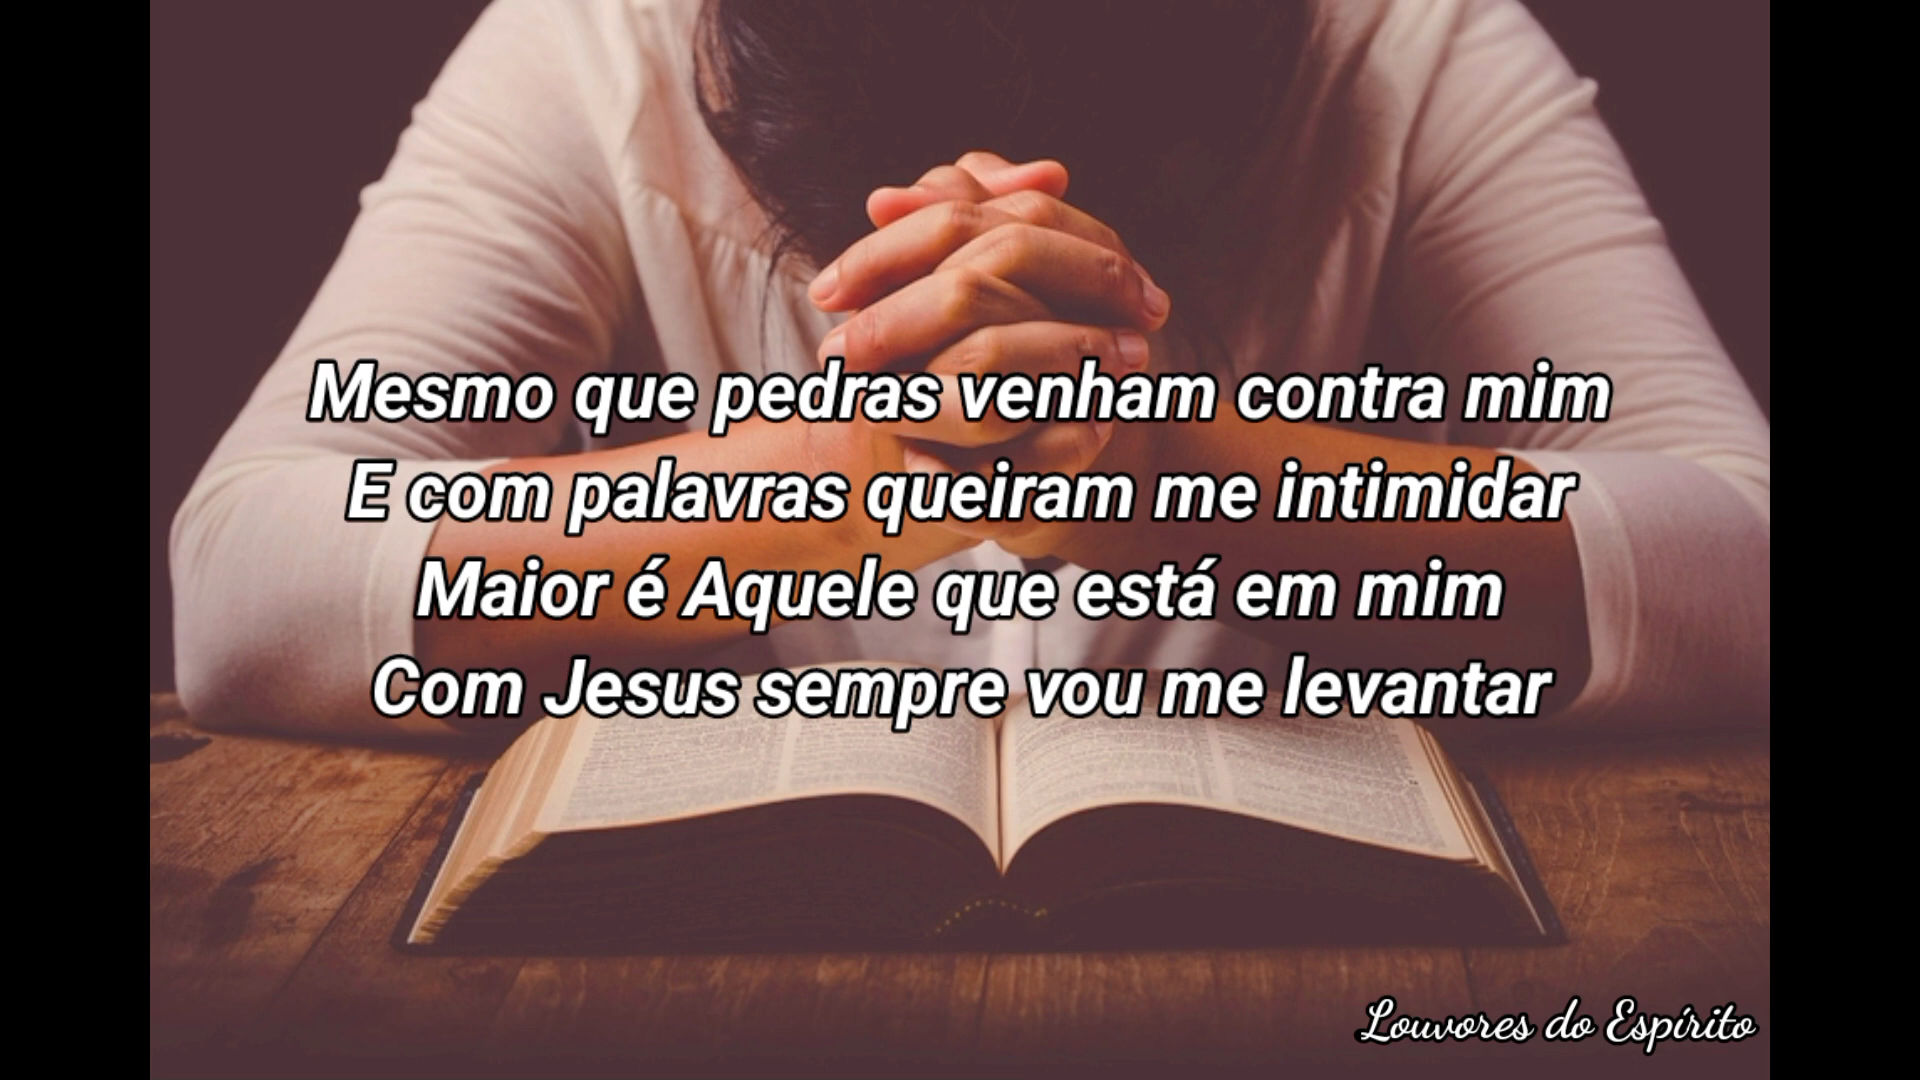 Mesmo que pedras venham contra mim
E com palavras queiram me intimidar
Maior é Aquele que está em mim
Com Jesus sempre vou me levantar
Louvores do Espírito